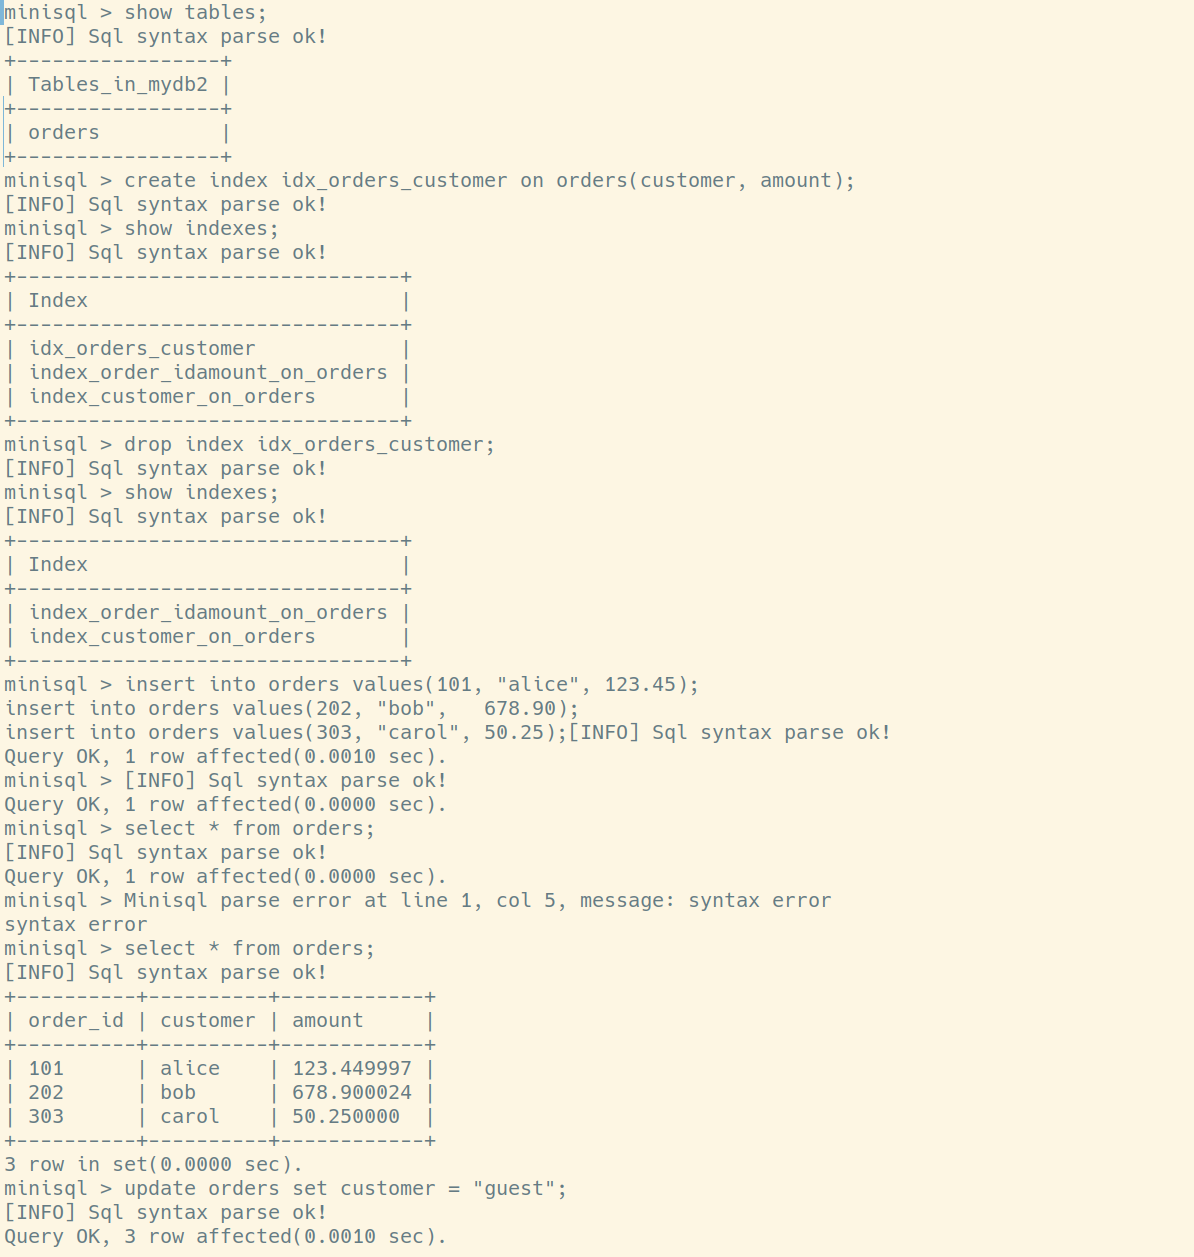 minisql > show tables;
[INFO] Sql syntax parse ok!
+-----------------+
| Tables_in_mydb2 |
+-----------------+
| orders          |
+-----------------+
minisql > create index idx_orders_customer on orders(customer, amount);
[INFO] Sql syntax parse ok!
minisql > show indexes;
[INFO] Sql syntax parse ok!
+--------------------------------+
| Index                          |
+--------------------------------+
| idx_orders_customer            |
| index_order_idamount_on_orders |
| index_customer_on_orders       |
+--------------------------------+
minisql > drop index idx_orders_customer;
[INFO] Sql syntax parse ok!
minisql > show indexes;
[INFO] Sql syntax parse ok!
+--------------------------------+
| Index                          |
+--------------------------------+
| index_order_idamount_on_orders |
| index_customer_on_orders       |
+--------------------------------+
minisql > insert into orders values(101, "alice", 123.45);
insert into orders values(202, "bob",   678.90);
insert into orders values(303, "carol", 50.25);[INFO] Sql syntax parse ok!
Query OK, 1 row affected(0.0010 sec).
minisql > [INFO] Sql syntax parse ok!
Query OK, 1 row affected(0.0000 sec).
minisql > select * from orders;
[INFO] Sql syntax parse ok!
Query OK, 1 row affected(0.0000 sec).
minisql > Minisql parse error at line 1, col 5, message: syntax error
syntax error
minisql > select * from orders;
[INFO] Sql syntax parse ok!
+----------+----------+------------+
| order_id | customer | amount     |
+----------+----------+------------+
| 101      | alice    | 123.449997 |
| 202      | bob      | 678.900024 |
| 303      | carol    | 50.250000  |
+----------+----------+------------+
3 row in set(0.0000 sec).
minisql > update orders set customer = "guest";
[INFO] Sql syntax parse ok!
Query OK, 3 row affected(0.0010 sec).